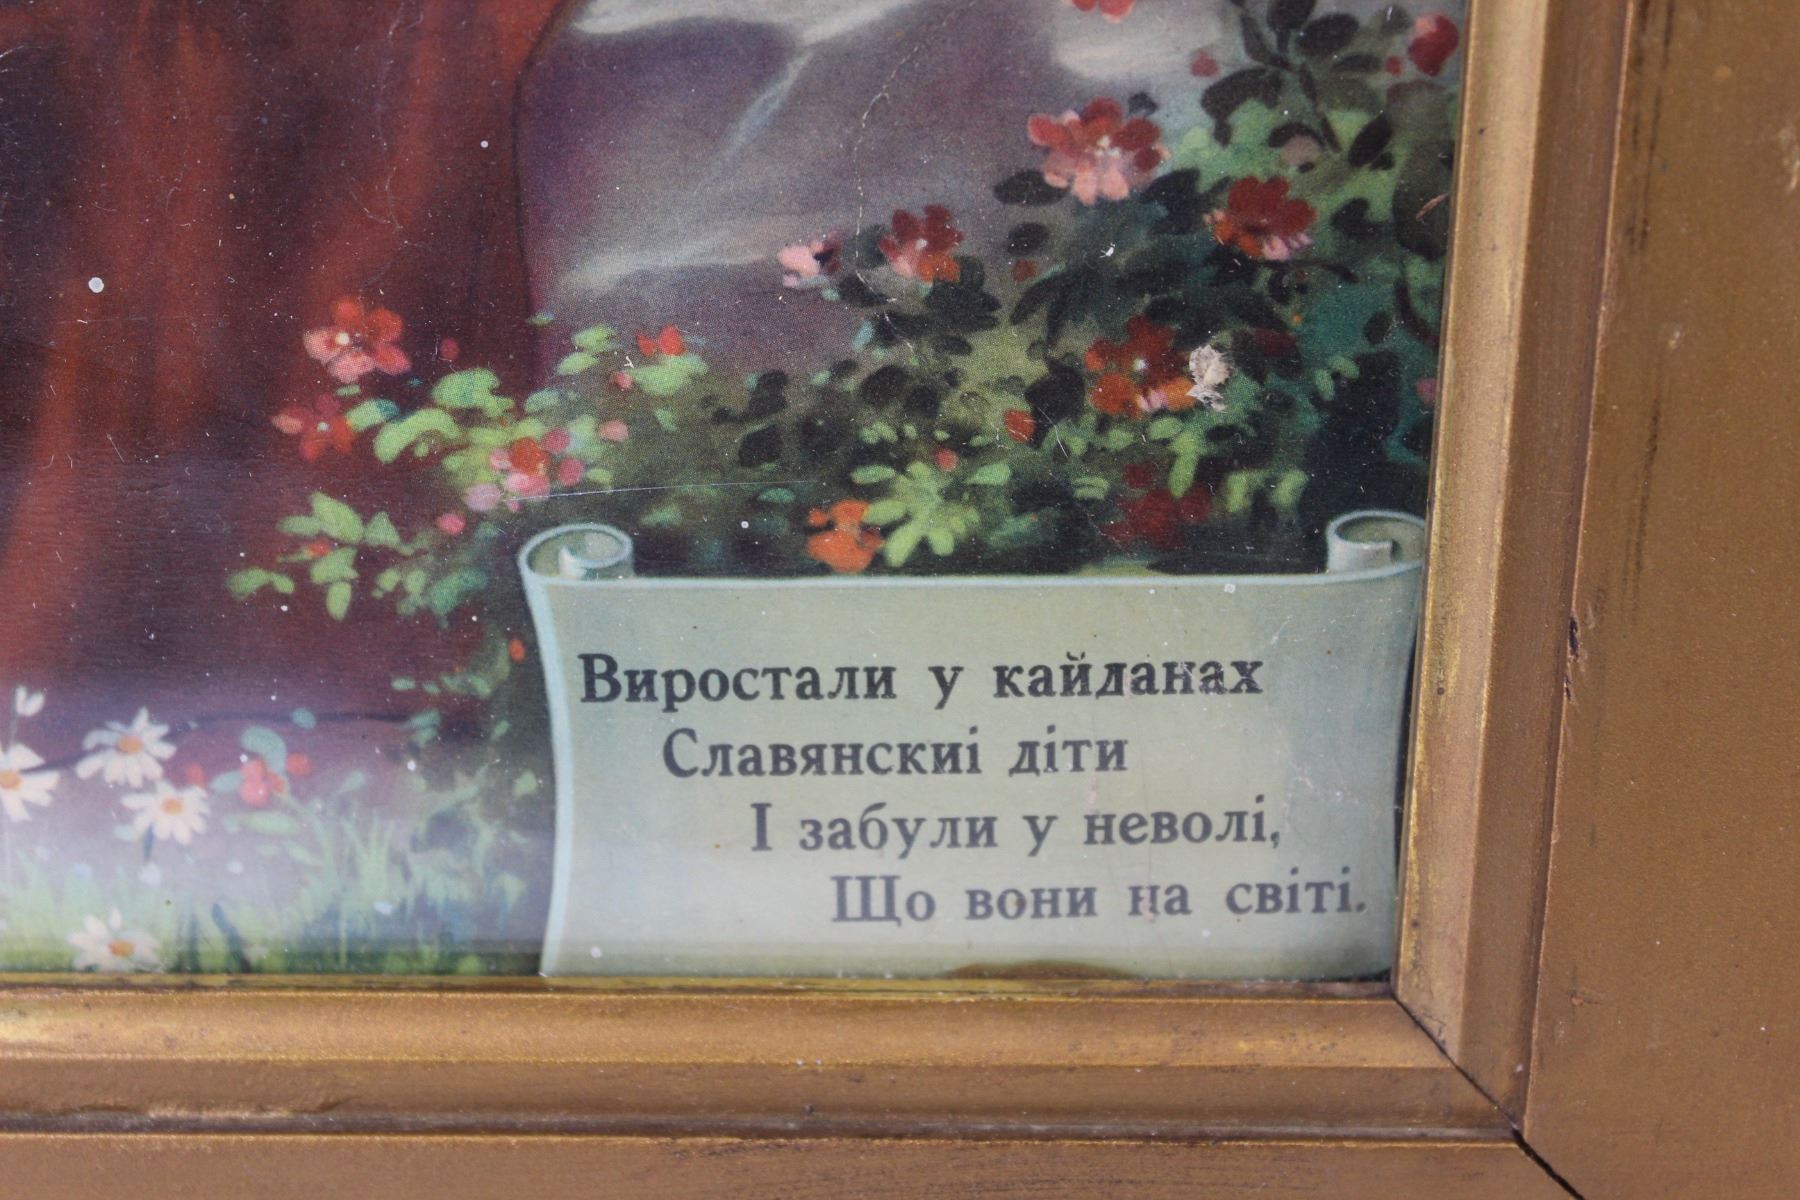 Виростали у кайданах
Славянскиі діти
І забули у неволі,
Що вони на світі.